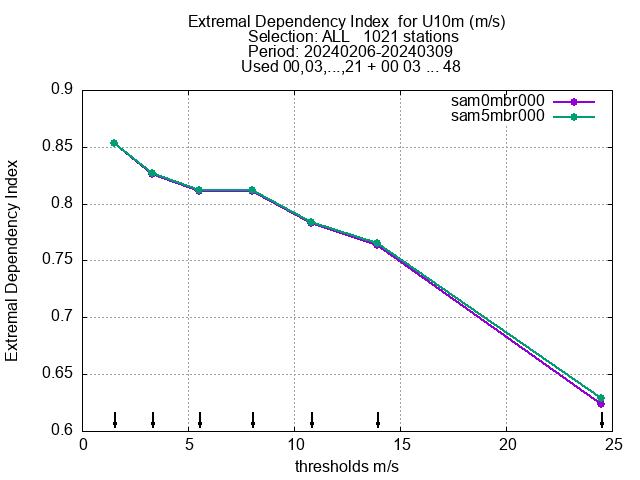 Extremal Dependency Index  for U10m (m/s)
Selection: ALL   1021 stations
Period: 20240206-20240309
Used 00,03,...,21 + 00 03 ... 48
sam0mbr000
sam5mbr000
Extremal Dependency Index
0.9
0.85
0.8
0.75
0.7
0.65
0.6
0 5 10 15 20 25
thresholds m/s